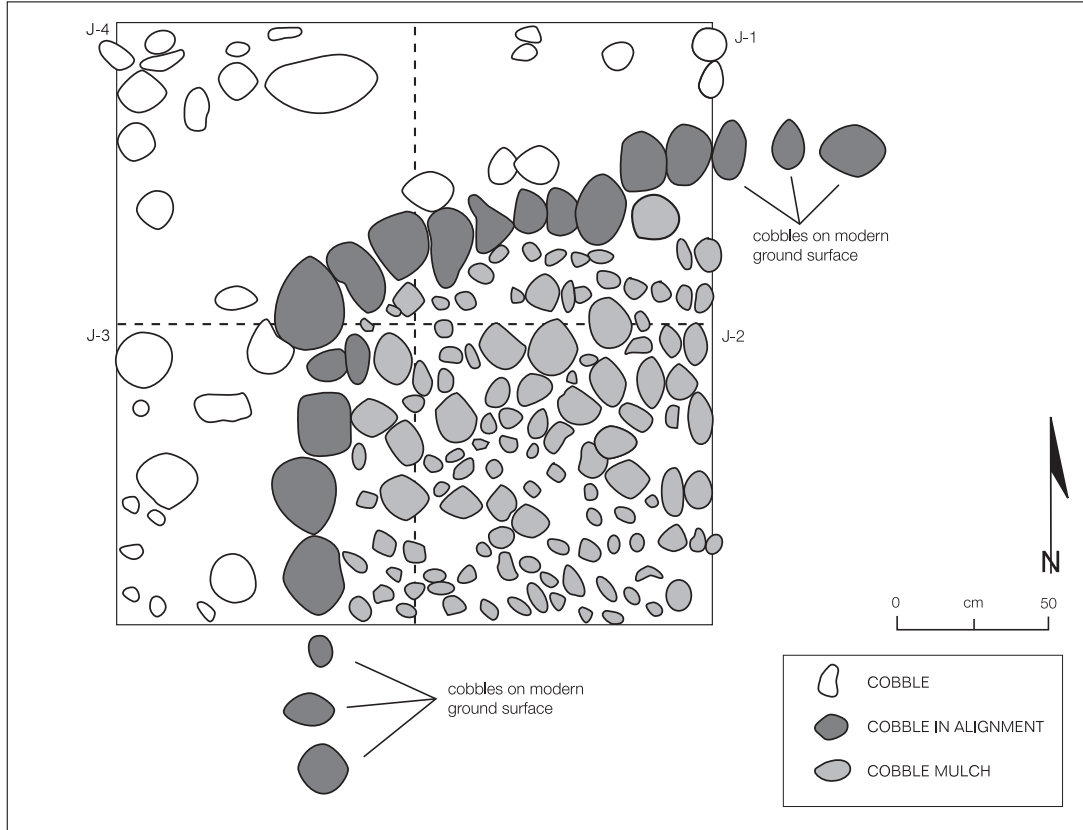 J-4
J-1
cobbles on modern
ground surface
J-3
J-2
N
0 cm 50
cobbles on modern
ground surface
COBBLE
COBBLE IN ALIGNMENT
COBBLE MULCH